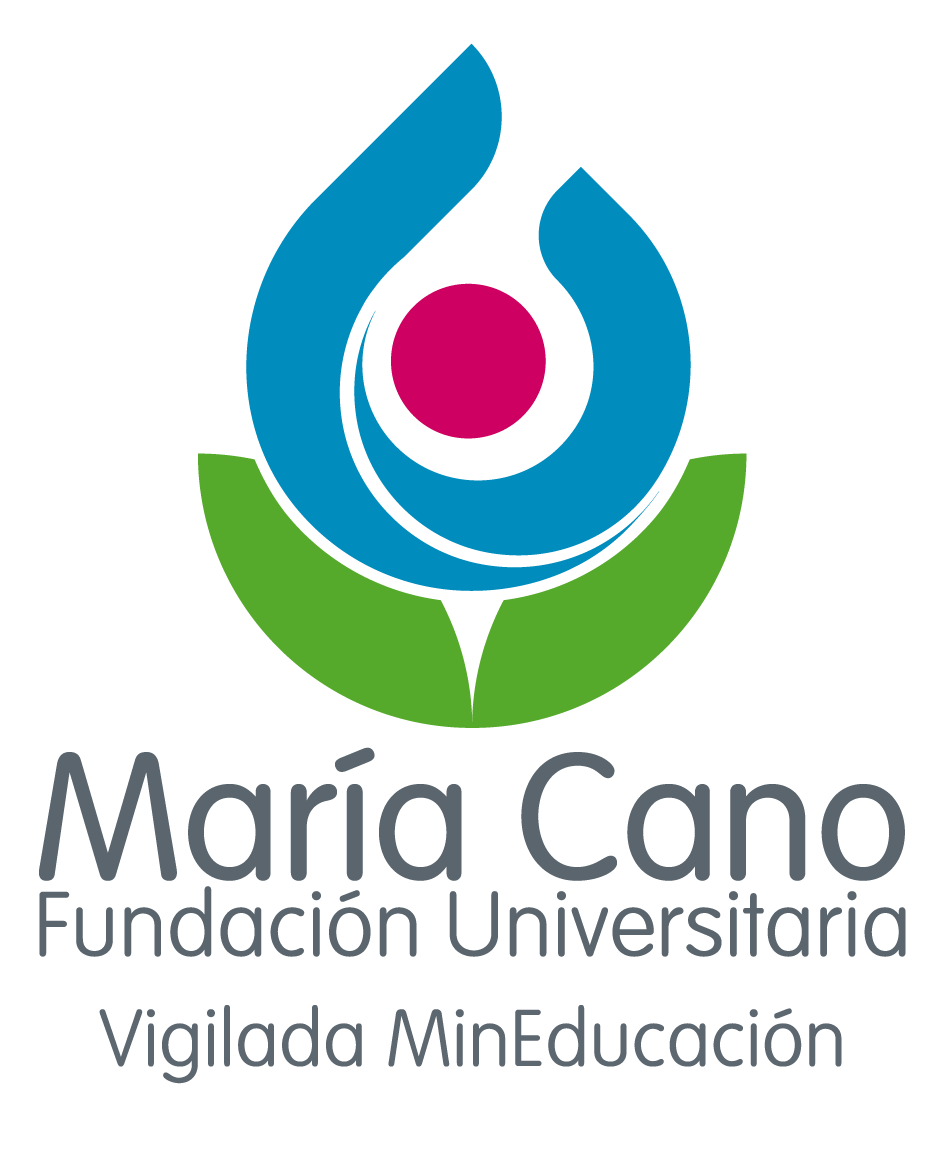 María Cano
Fundación Universitaria
Vigilada MinEducación